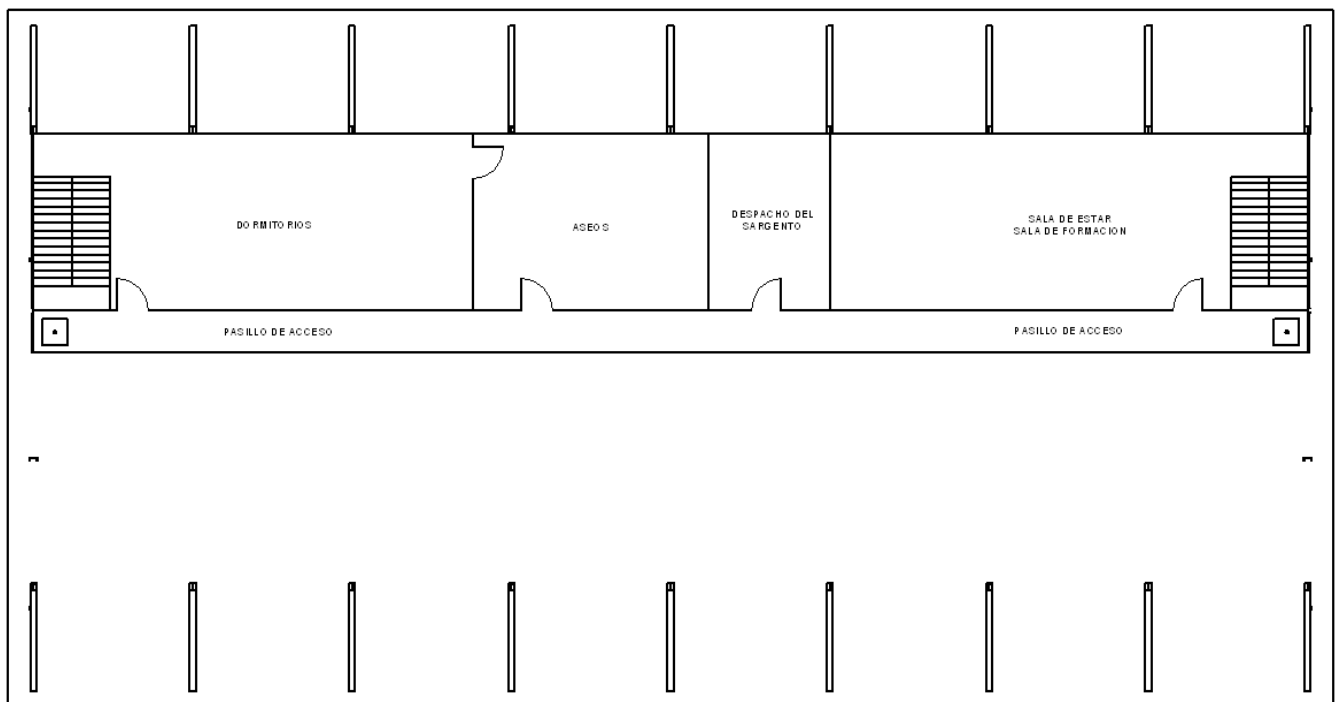 DORMITORIOS
ASEOS
DESPACHO DEL
SARGENTO
SALA DE ESTAR
SALA DE FORMACION
PASILLO DE ACCESO
PASILLO DE ACCESO